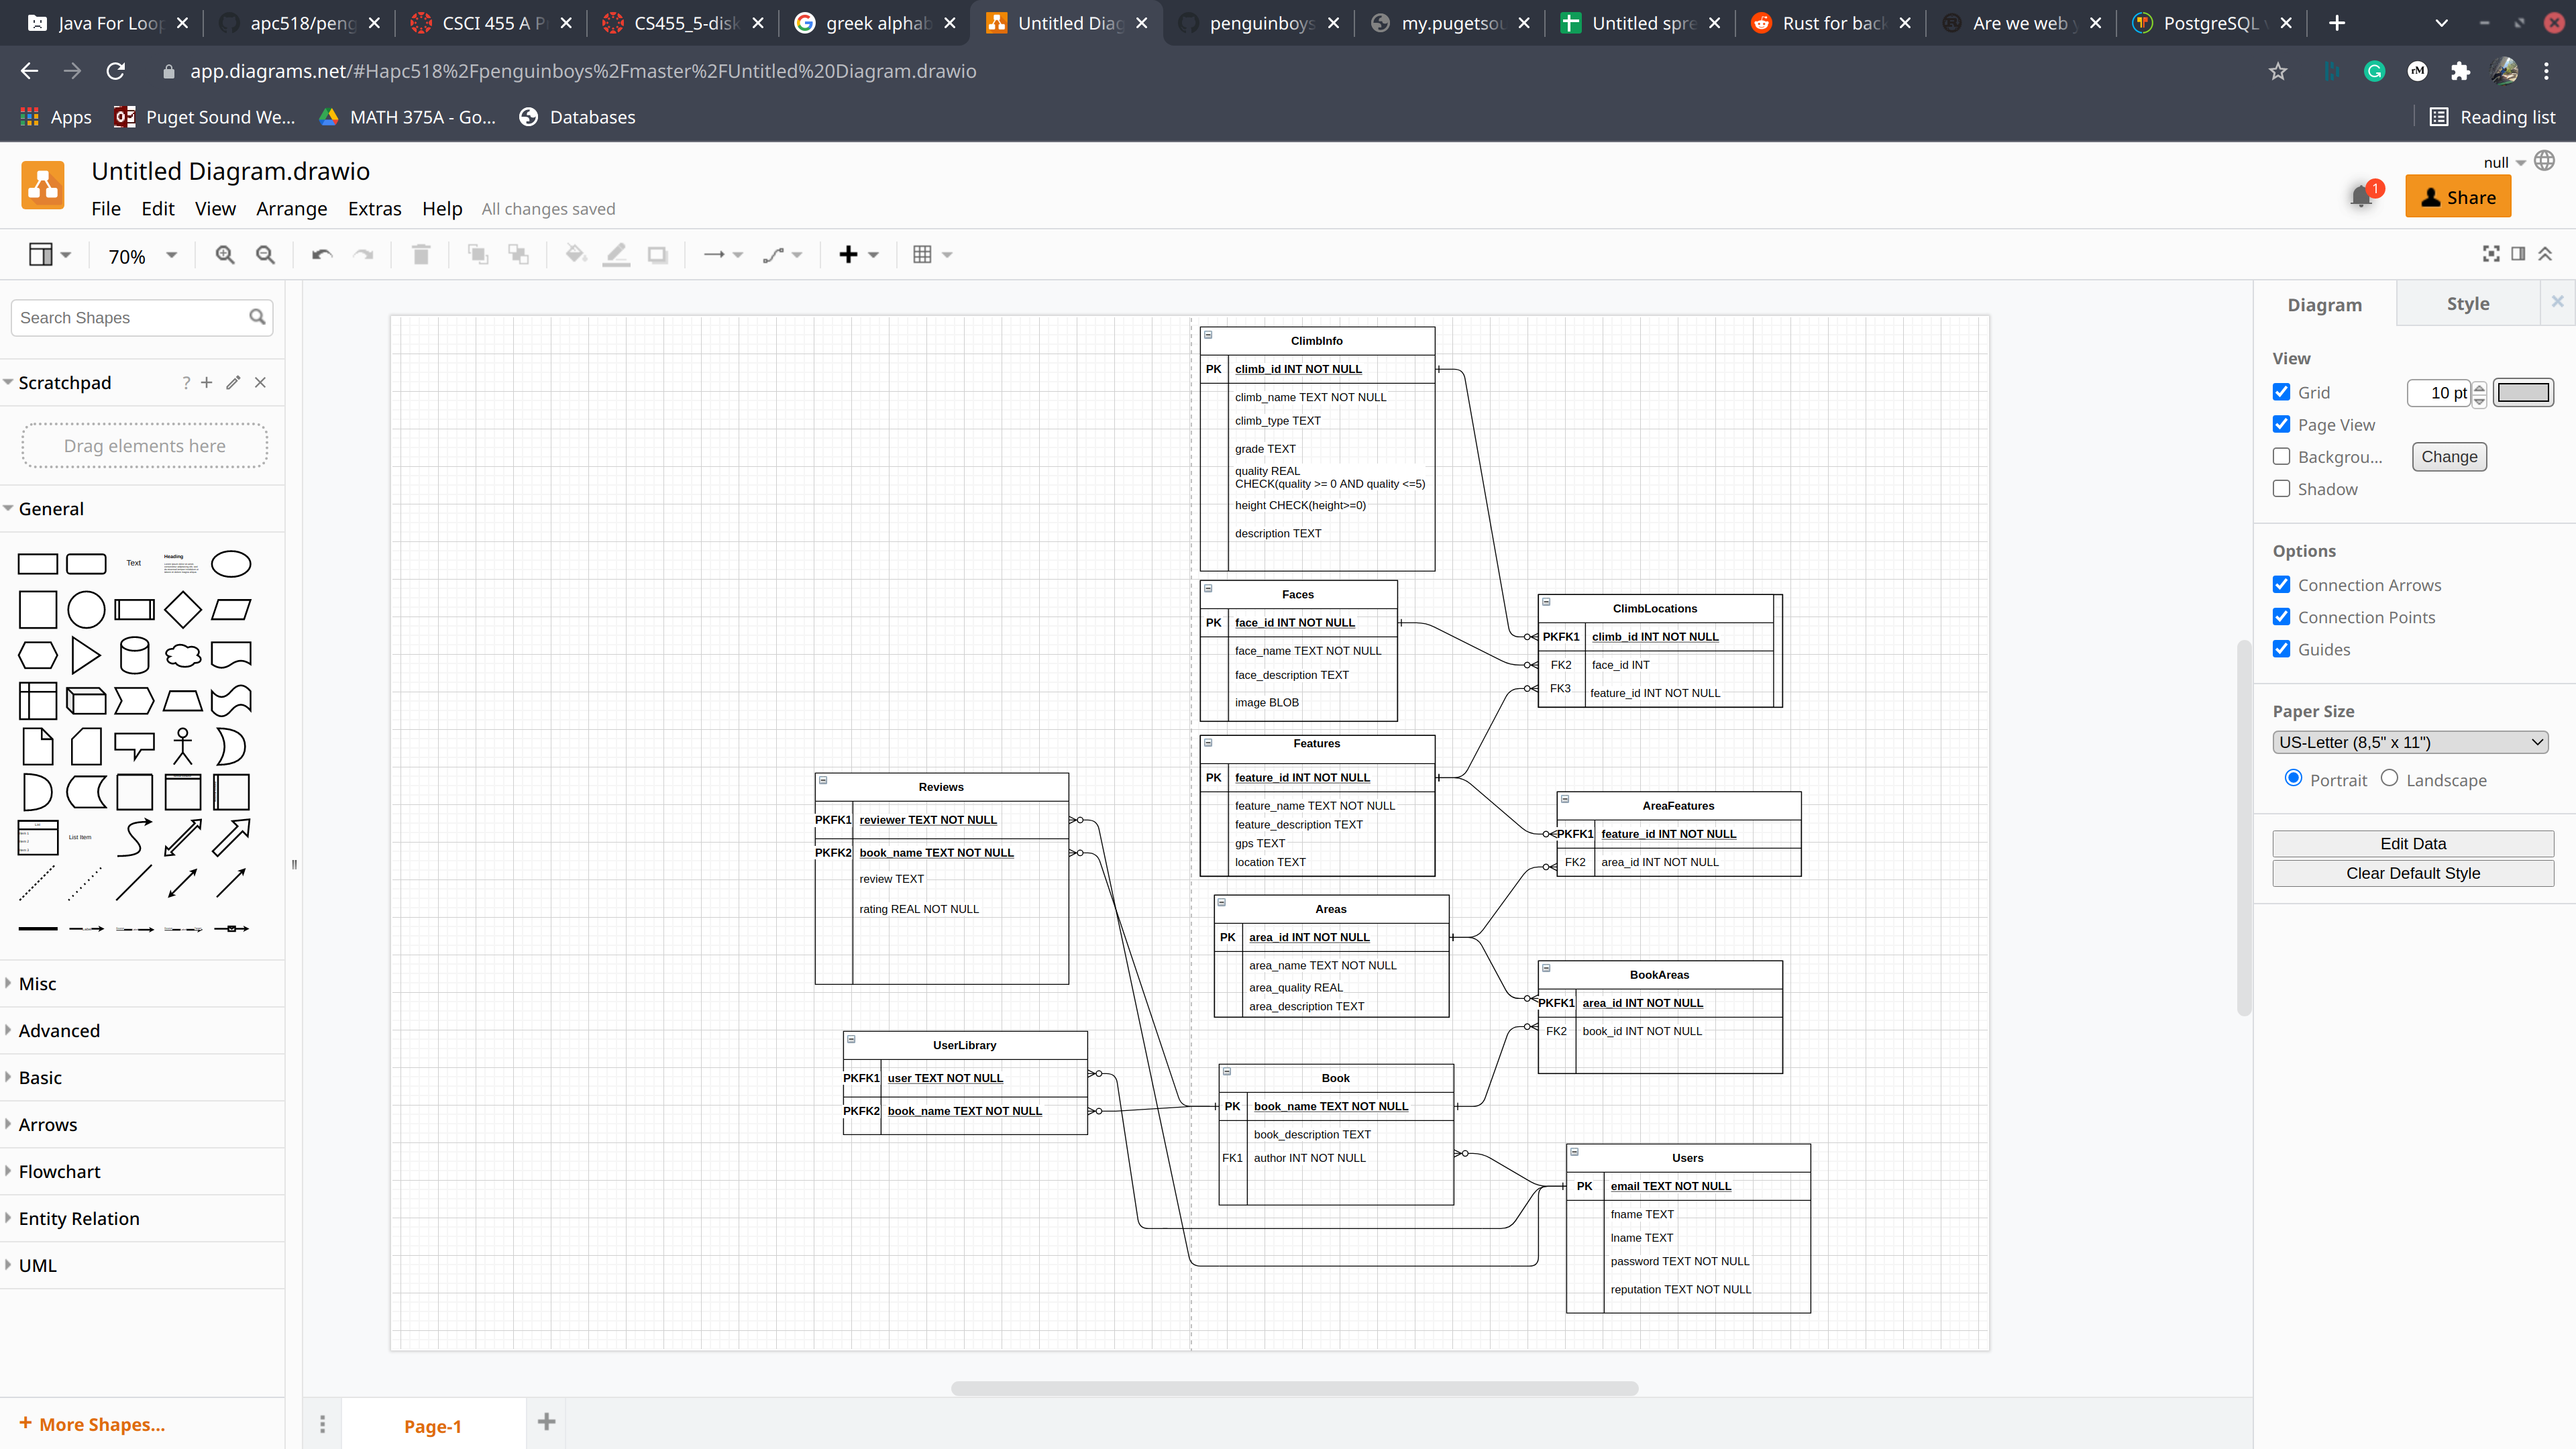 Java For Loop
apc518/peng
CSCI 455 A P
CS455_5-disk
greek alphab
Untitled Diag
penguinboys
my.pugetsou
Untitled spre
Rust for back
Are we web y
PostgreSQL v
app.diagrams.net/#Hapc518%2Fpenguinboys%2Fmaster%2FUntitled%20Diagram.drawio
Apps
Puget Sound We...
MATH 375A - Go...
Databases
Reading list
Untitled Diagram.drawio
null
File Edit View Arrange Extras Help All changes saved
1
Share
70%
Search Shapes
Scratchpad
?
Drag elements here
General
Text
Heading
List Item
Misc
Advanced
Basic
Arrows
Flowchart
Entity Relation
UML
+ More Shapes...
ClimbInfo
PK climb_id INT NOT NULL
climb_name TEXT NOT NULL
climb_type TEXT
grade TEXT
quality REAL
CHECK(quality >= 0 AND quality <=5)
height CHECK(height>=0)
description TEXT
Faces
PK face_id INT NOT NULL
face_name TEXT NOT NULL
face_description TEXT
image BLOB
ClimbLocations
PKFK1 climb_id INT NOT NULL
FK2 face_id INT
FK3 feature_id INT NOT NULL
Features
PK feature_id INT NOT NULL
feature_name TEXT NOT NULL
feature_description TEXT
gps TEXT
location TEXT
Reviews
PKFK1 reviewer TEXT NOT NULL
PKFK2 book_name TEXT NOT NULL
review TEXT
rating REAL NOT NULL
AreaFeatures
PKFK1 feature_id INT NOT NULL
FK2 area_id INT NOT NULL
Areas
PK area_id INT NOT NULL
area_name TEXT NOT NULL
area_quality REAL
area_description TEXT
BookAreas
PKFK1 area_id INT NOT NULL
FK2 book_id INT NOT NULL
UserLibrary
PKFK1 user TEXT NOT NULL
PKFK2 book_name TEXT NOT NULL
Book
PK book_name TEXT NOT NULL
book_description TEXT
FK1 author INT NOT NULL
Users
PK email TEXT NOT NULL
fname TEXT
lname TEXT
password TEXT NOT NULL
reputation TEXT NOT NULL
Page-1
Diagram
Style
View
Grid
10 pt
Page View
Backgrou...
Change
Shadow
Options
Connection Arrows
Connection Points
Guides
Paper Size
US-Letter (8,5" x 11")
Portrait
Landscape
Edit Data
Clear Default Style